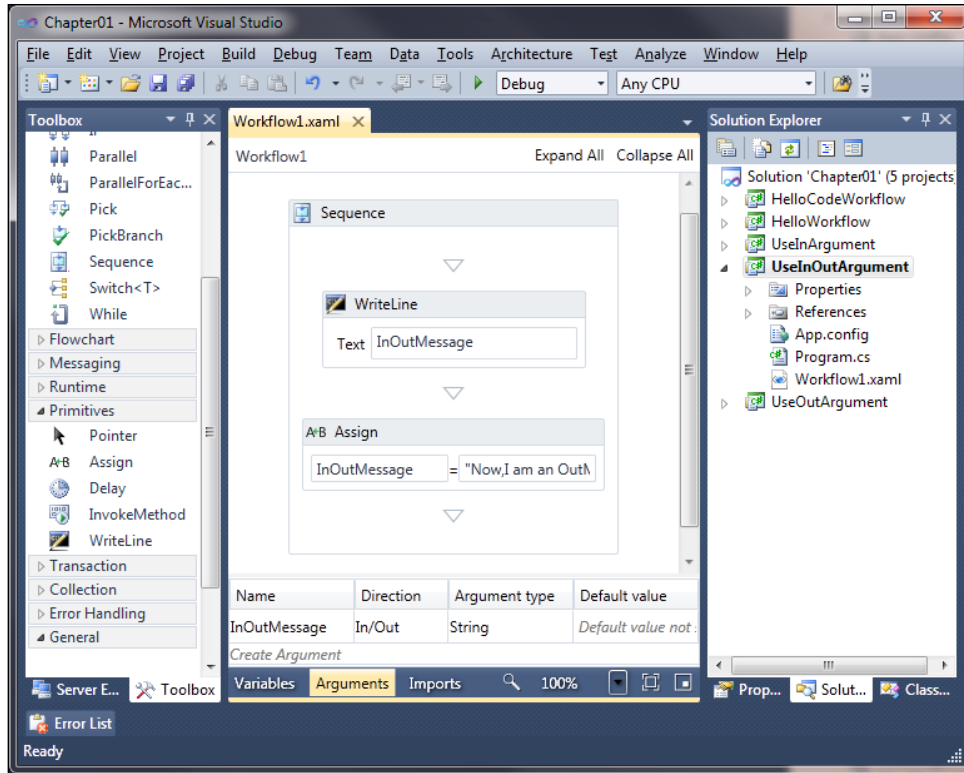 Chapter01 - Microsoft Visual Studio
File Edit View Project Build Debug Team Data Tools Architecture Test Analyze Window Help
Debug Any CPU
Toolbox
Parallel
ParallelForEac...
Pick
PickBranch
Sequence
Switch<T>
While
Flowchart
Messaging
Runtime
Primitives
Pointer
Assign
Delay
InvokeMethod
WriteLine
Transaction
Collection
Error Handling
General
Server E... Toolbox
Workflow1.xaml
Workflow1 Expand All Collapse All
Sequence
WriteLine
Text InOutMessage
A+B Assign
InOutMessage = "Now,I am an OutM
Name Direction Argument type Default value
InOutMessage In/Out String Default value not
Create Argument
Variables Arguments Imports 100%
Solution Explorer
Solution 'Chapter01' (5 projects
HelloCodeWorkflow
HelloWorkflow
UseInArgument
UseInOutArgument
Properties
References
App.config
Program.cs
Workflow1.xaml
UseOutArgument
Prop... Solut... Class...
Error List
Ready